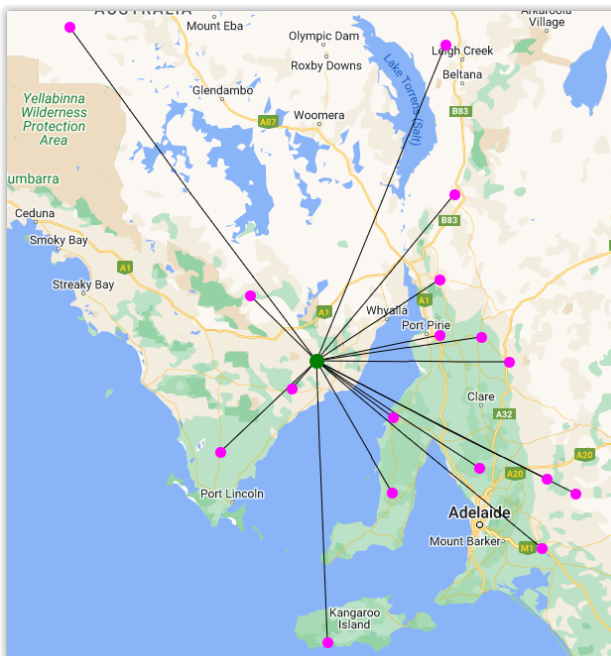 AUSTRALIA
Mount Eba
Arkaroola
Village
Olympic Dam
Roxby Downs
Leigh Creek
Beltana
Glendambo
Yellabinna
Wilderness
Protection
Area
Woomera
A87
B83
Lake Torrens (Salt)
umbarra
Ceduna
Smoky Bay
Streaky Bay
A1
B83
A1
Whyalla
A1
Port Pirie
Clare
A32
Port Lincoln
A20
A20
Adelaide
Mount Barker
M1
Kangaroo
Island